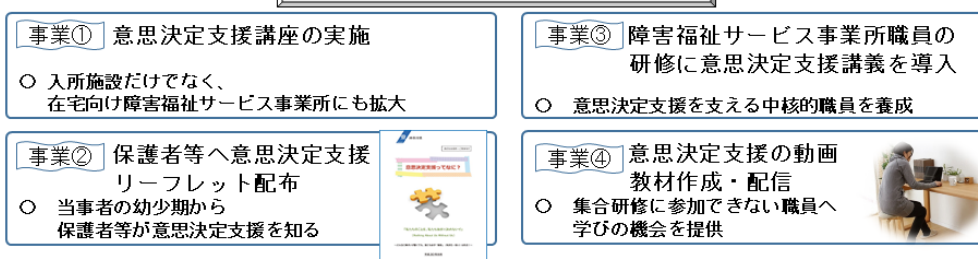 事業① 意思決定支援講座の実施
○ 入所施設だけでなく、
在宅向け障害福祉サービス事業所にも拡大
事業② 保護者等へ意思決定支援
リーフレット配布
○ 当事者の幼少期から
保護者等が意思決定支援を知る
意思決定支援ってなに？
事業③ 障害福祉サービス事業所職員の
研修に意思決定支援講義を導入
○ 意思決定支援を支える中核的職員を養成
事業④ 意思決定支援の動画
教材作成・配信
○ 集合研修に参加できない職員へ
学びの機会を提供